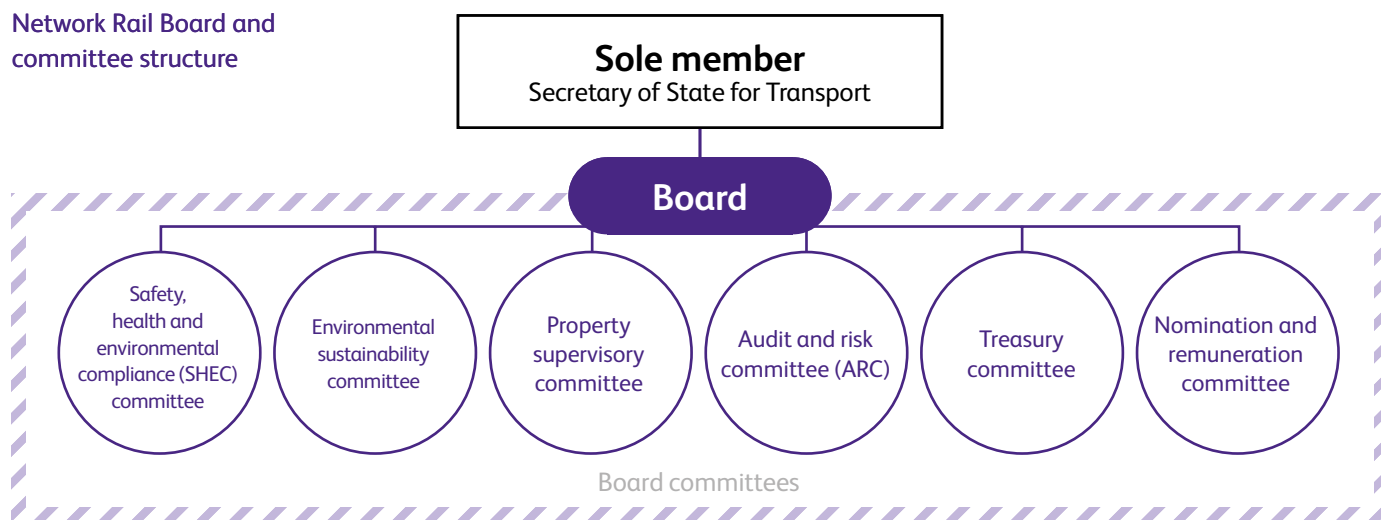 Network Rail Board and
committee structure
Sole member
Secretary of State for Transport
Board
Safety,
health and
environmental
compliance (SHEC)
committee
Environmental
sustainability
committee
Property
supervisory
committee
Audit and risk
committee (ARC)
Treasury
committee
Nomination and
remuneration
committee
Board committees